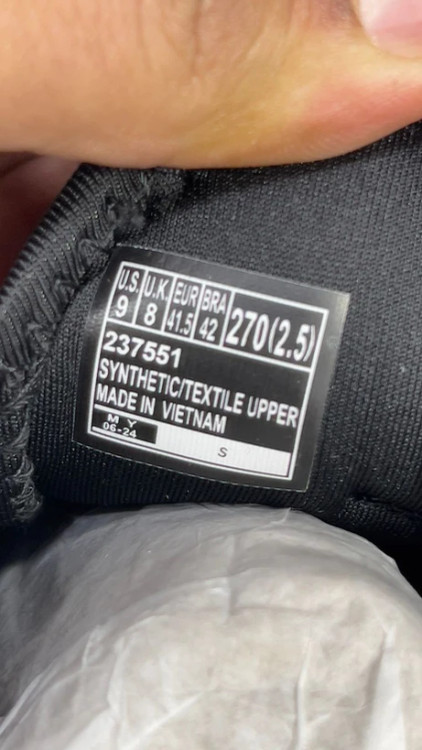 U.S. U.K. EUR BRA
9 8 41.5 42 270(2.5)
237551
SYNTHETIC/TEXTILE UPPER
MADE IN VIETNAM
M Y
06-24 S